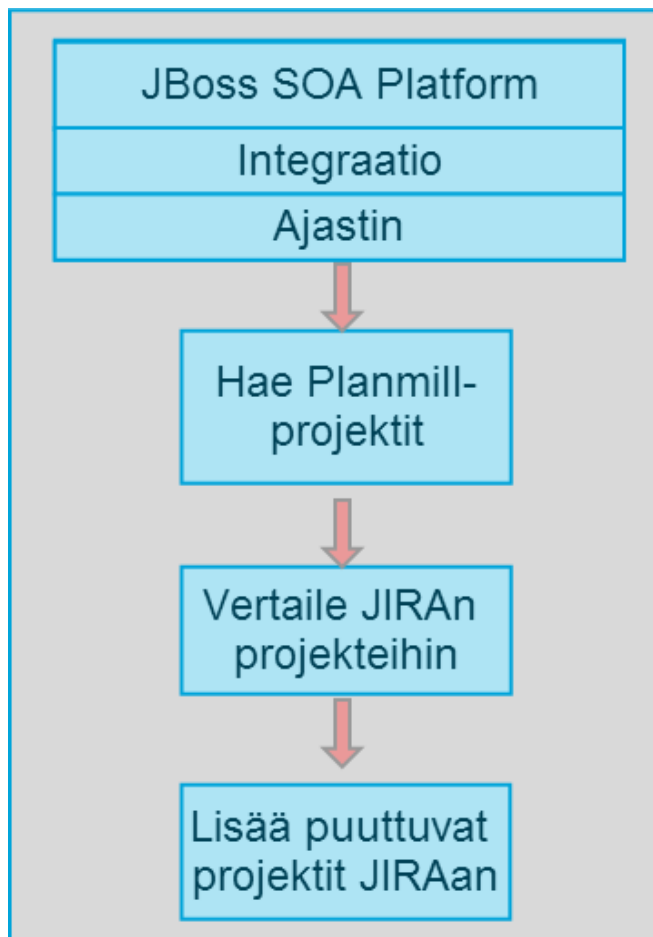 JBoss SOA Platform
Integraatio
Ajastin
Hae Planmill-
projektit
Vertaile JIRAn
projekteihin
Lisää puuttuvat
projektit JIRAan